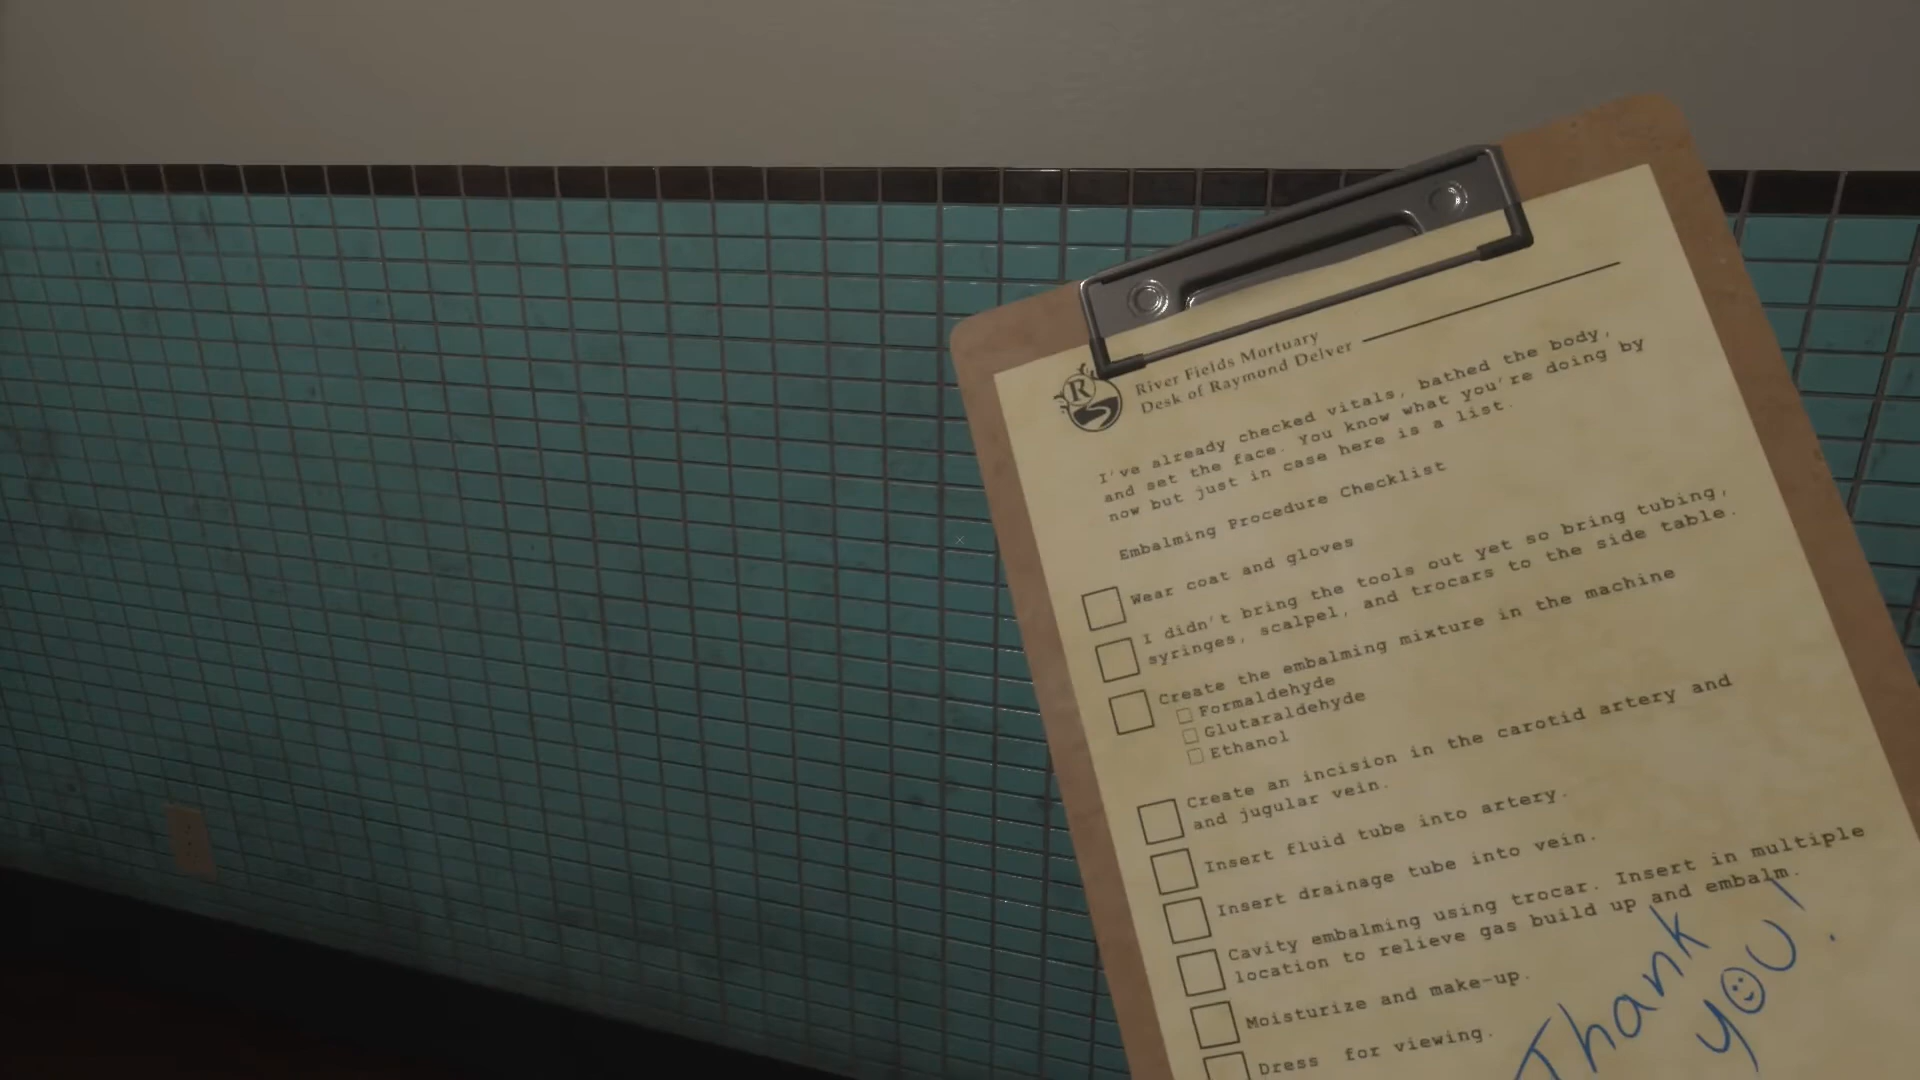 R
River Fields Mortuary
Desk of Raymond Delver
I've already checked vitals, bathed the body,
and set the face. You know what you're doing by
now but just in case here is a list.
Embalming Procedure Checklist
Wear coat and gloves
I didn't bring the tools out yet so bring tubing,
syringes, scalpel, and trocars to the side table.
Create the embalming mixture in the machine
Formaldehyde
Glutaraldehyde
Ethanol
Create an incision in the carotid artery and
and jugular vein.
Insert fluid tube into artery.
Insert drainage tube into vein.
Cavity embalming using trocar. Insert in multiple
location to relieve gas build up and embalm.
Moisturize and make-up.
Dress for viewing.
Thank
you!